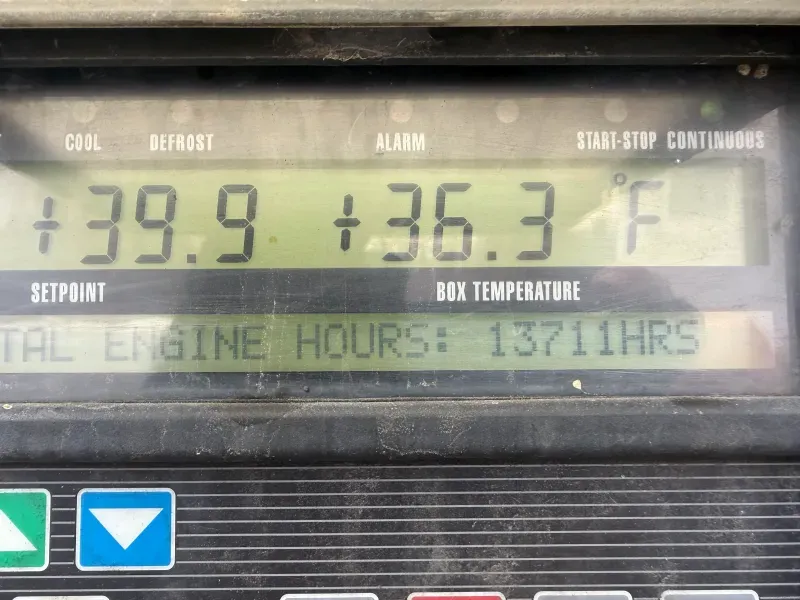 COOL DEFROST ALARM START-STOP CONTINUOUS
+39.9 +36.3 °F
SETPOINT BOX TEMPERATURE
TAL ENGINE HOURS: 13711HRS